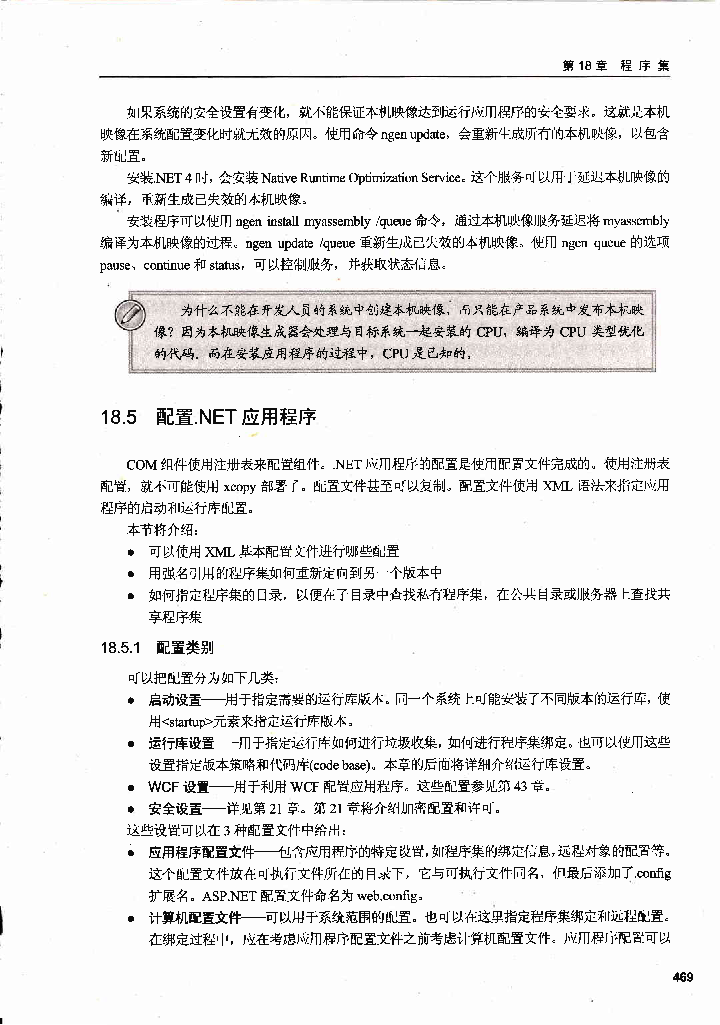 第 18 章 程 序 集
如果系统的安全设置有变化，就不能保证本机映像达到运行应用程序的安全要求。这就是本机
映像在系统配置变化时就无效的原因。使用命令 ngen update，会重新生成所有的本机映像，以包含
新配置。
安装.NET 4 时，会安装 Native Runtime Optimization Service。这个服务可以用于延迟本机映像的
编译，重新生成已失效的本机映像。
安装程序可以使用 ngen install myassembly /queue 命令，通过本机映像服务延迟将 myassembly
编译为本机映像的过程。ngen update /queue 重新生成已失效的本机映像。使用 ngen queue 的选项
pause、continue 和 status，可以控制服务，并获取状态信息。
为什么不能在开发人员的系统中创建本机映像，而只能在产品系统中发布本机映
像？因为本机映像生成器会处理与目标系统一起安装的 CPU，编译为 CPU 类型优化
的代码。而在安装应用程序的过程中，CPU 是已知的。
18.5 配置.NET 应用程序
COM 组件使用注册表来配置组件。.NET 应用程序的配置是使用配置文件完成的。使用注册表
配置，就不可能使用 xcopy 部署了。配置文件甚至可以复制。配置文件使用 XML 语法来指定应用
程序的启动和运行库配置。
本节将介绍：
● 可以使用 XML 基本配置文件进行哪些配置
● 用强名引用的程序集如何重新定向到另一个版本中
● 如何指定程序集的目录，以便在子目录中查找私有程序集，在公共目录或服务器上查找共
享程序集
18.5.1 配置类别
可以把配置分为如下几类：
● 启动设置——用于指定需要的运行库版本。同一个系统上可能安装了不同版本的运行库，使
用<startup>元素来指定运行库版本。
● 运行库设置——用于指定运行库如何进行垃圾收集，如何进行程序集绑定。也可以使用这些
设置指定版本策略和代码库(code base)。本章的后面将详细介绍运行库设置。
● WCF 设置——用于利用 WCF 配置应用程序。这些配置参见第 43 章。
● 安全设置——详见第 21 章。第 21 章将介绍加密配置和许可。
这些设置可以在 3 种配置文件中给出：
● 应用程序配置文件——包含应用程序的特定设置，如程序集的绑定信息，远程对象的配置等。
这个配置文件放在可执行文件所在的目录下，它与可执行文件同名，但最后添加了.config
扩展名。ASP.NET 配置文件命名为 web.config。
● 计算机配置文件——可以用于系统范围的配置。也可以在这里指定程序集绑定和远程配置。
在绑定过程中，应在考虑应用程序配置文件之前考虑计算机配置文件。应用程序配置可以
469